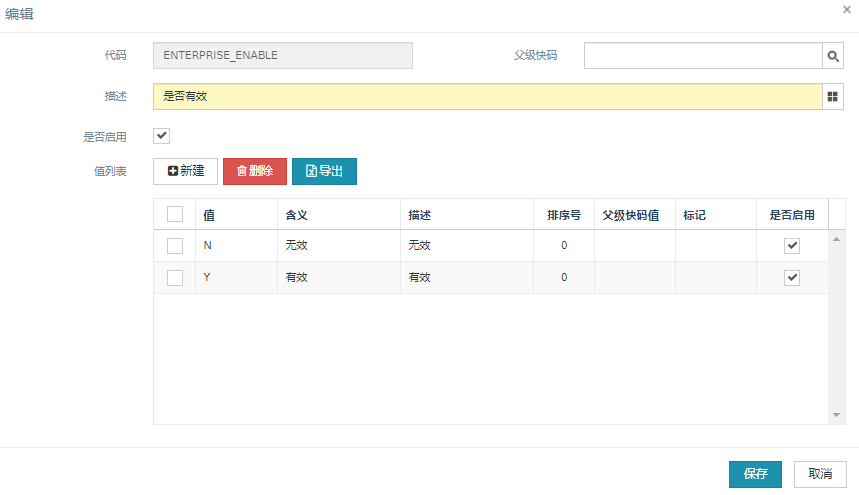 编辑
代码 ENTERPRISE_ENABLE 父级快码
描述 是否有效
是否启用
值列表 新建 删除 导出
值 含义 描述 排序号 父级快码值 标记 是否启用
N 无效 无效 0
Y 有效 有效 0
保存 取消